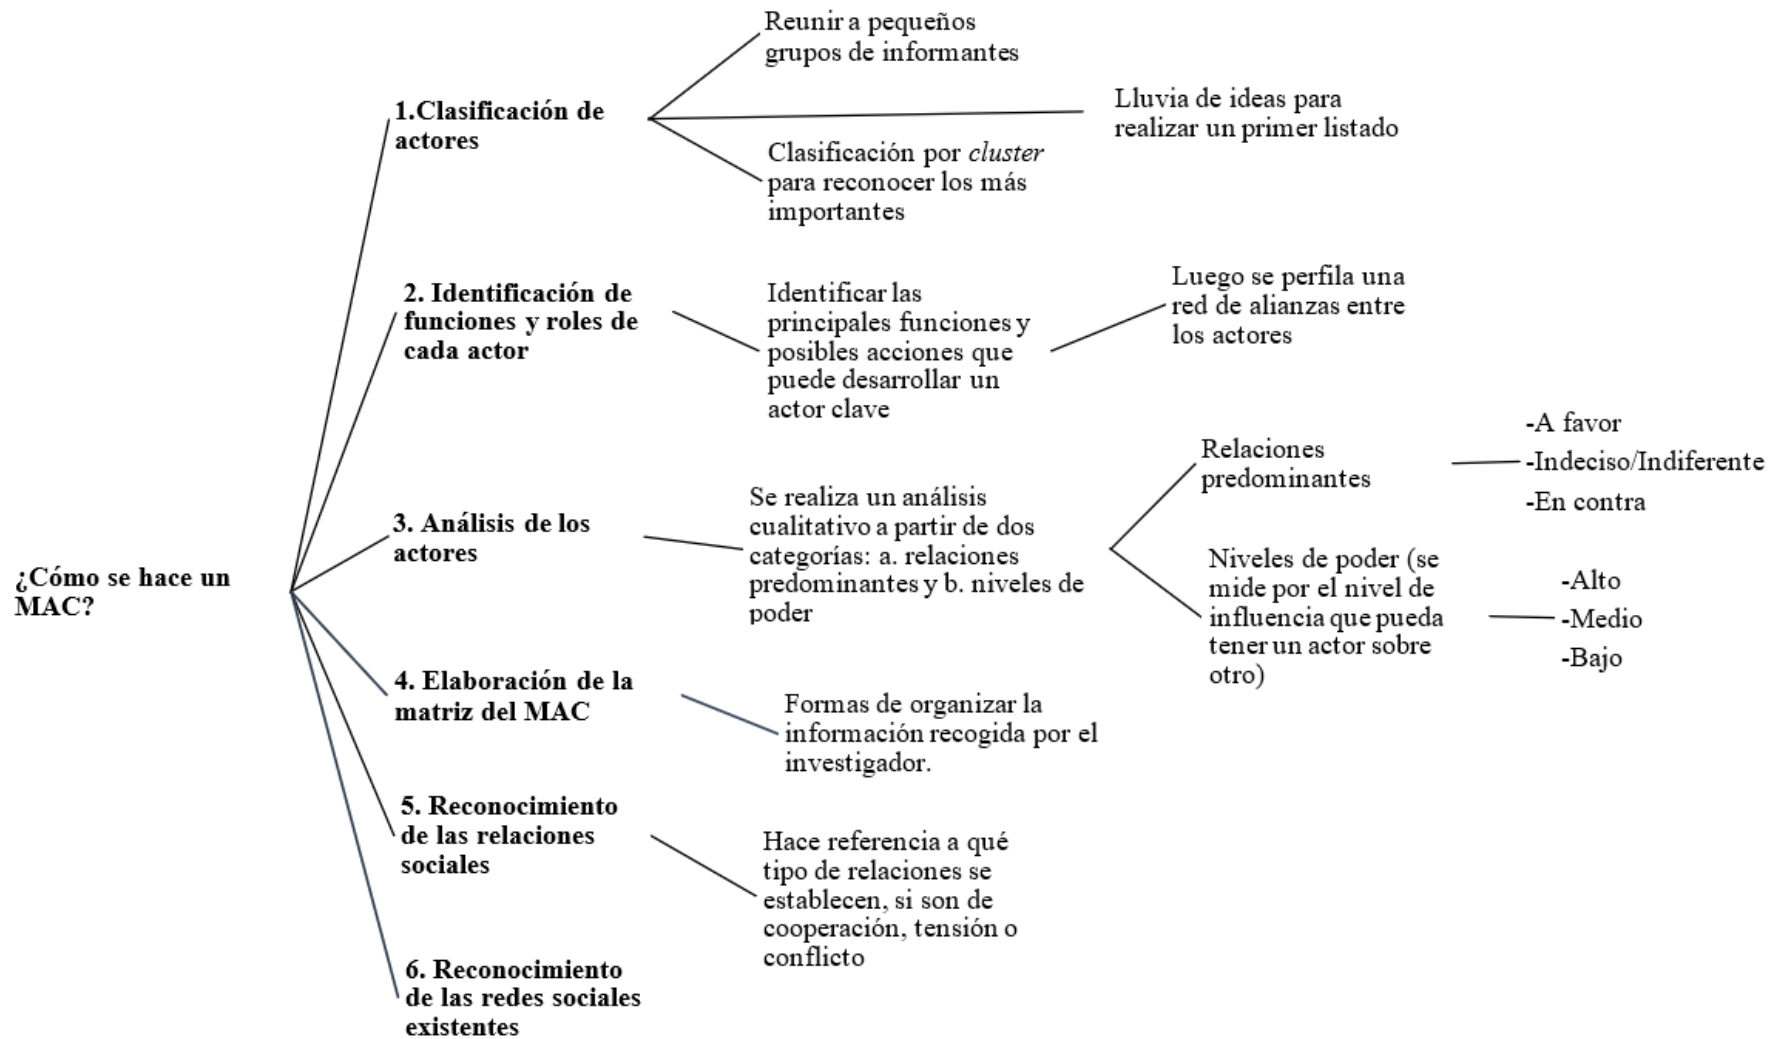 ¿Cómo se hace un
MAC?
1.Clasificación de
actores
Reunir a pequeños
grupos de informantes
Lluvia de ideas para
realizar un primer listado
Clasificación por cluster
para reconocer los más
importantes
2. Identificación de
funciones y roles de
cada actor
Identificar las
principales funciones y
posibles acciones que
puede desarrollar un
actor clave
Luego se perfila una
red de alianzas entre
los actores
3. Análisis de los
actores
Se realiza un análisis
cualitativo a partir de dos
categorías: a. relaciones
predominantes y b. niveles de
poder
Relaciones
predominantes
-A favor
-Indeciso/Indiferente
-En contra
Niveles de poder (se
mide por el nivel de
influencia que pueda
tener un actor sobre
otro)
-Alto
-Medio
-Bajo
4. Elaboración de la
matriz del MAC
Formas de organizar la
información recogida por el
investigador.
5. Reconocimiento
de las relaciones
sociales
Hace referencia a qué
tipo de relaciones se
establecen, si son de
cooperación, tensión o
conflicto
6. Reconocimiento
de las redes sociales
existentes